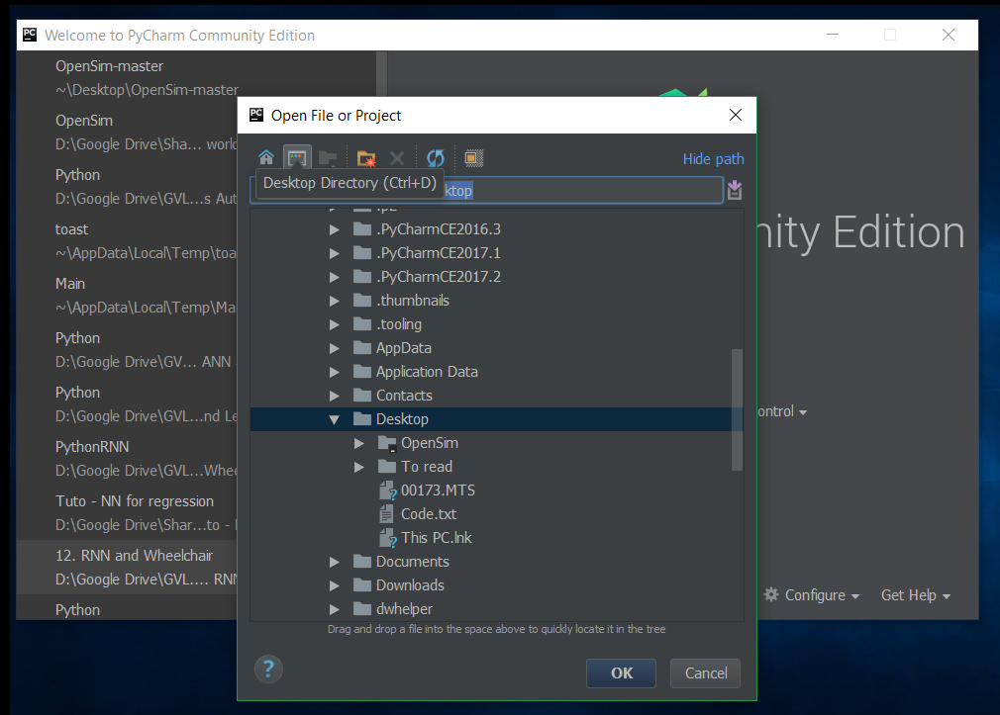 PC Welcome to PyCharm Community Edition
OpenSim-master
~\Desktop\OpenSim-master
OpenSim
D:\Google Drive\Sha... world
Python
D:\Google Drive\GVL...s Aut
toast
~\AppData\Local\Temp\toa
Main
~\AppData\Local\Temp\Ma
Python
D:\Google Drive\GV... ANN
Python
D:\Google Drive\GVL...nd Le
PythonRNN
D:\Google Drive\GVL...Whee
Tuto - NN for regression
D:\Google Drive\Shar...to -
12. RNN and Wheelchair
D:\Google Drive\GVL.... RNN
Python
nity Edition
ontrol
Configure
Get Help
PC Open File or Project
Hide path
Desktop Directory (Ctrl+D)
ktop
.PyCharmCE2016.3
.PyCharmCE2017.1
.PyCharmCE2017.2
.thumbnails
.tooling
AppData
Application Data
Contacts
Desktop
OpenSim
To read
00173.MTS
Code.txt
This PC.lnk
Documents
Downloads
dwhelper
Drag and drop a file into the space above to quickly locate it in the tree
?
OK
Cancel